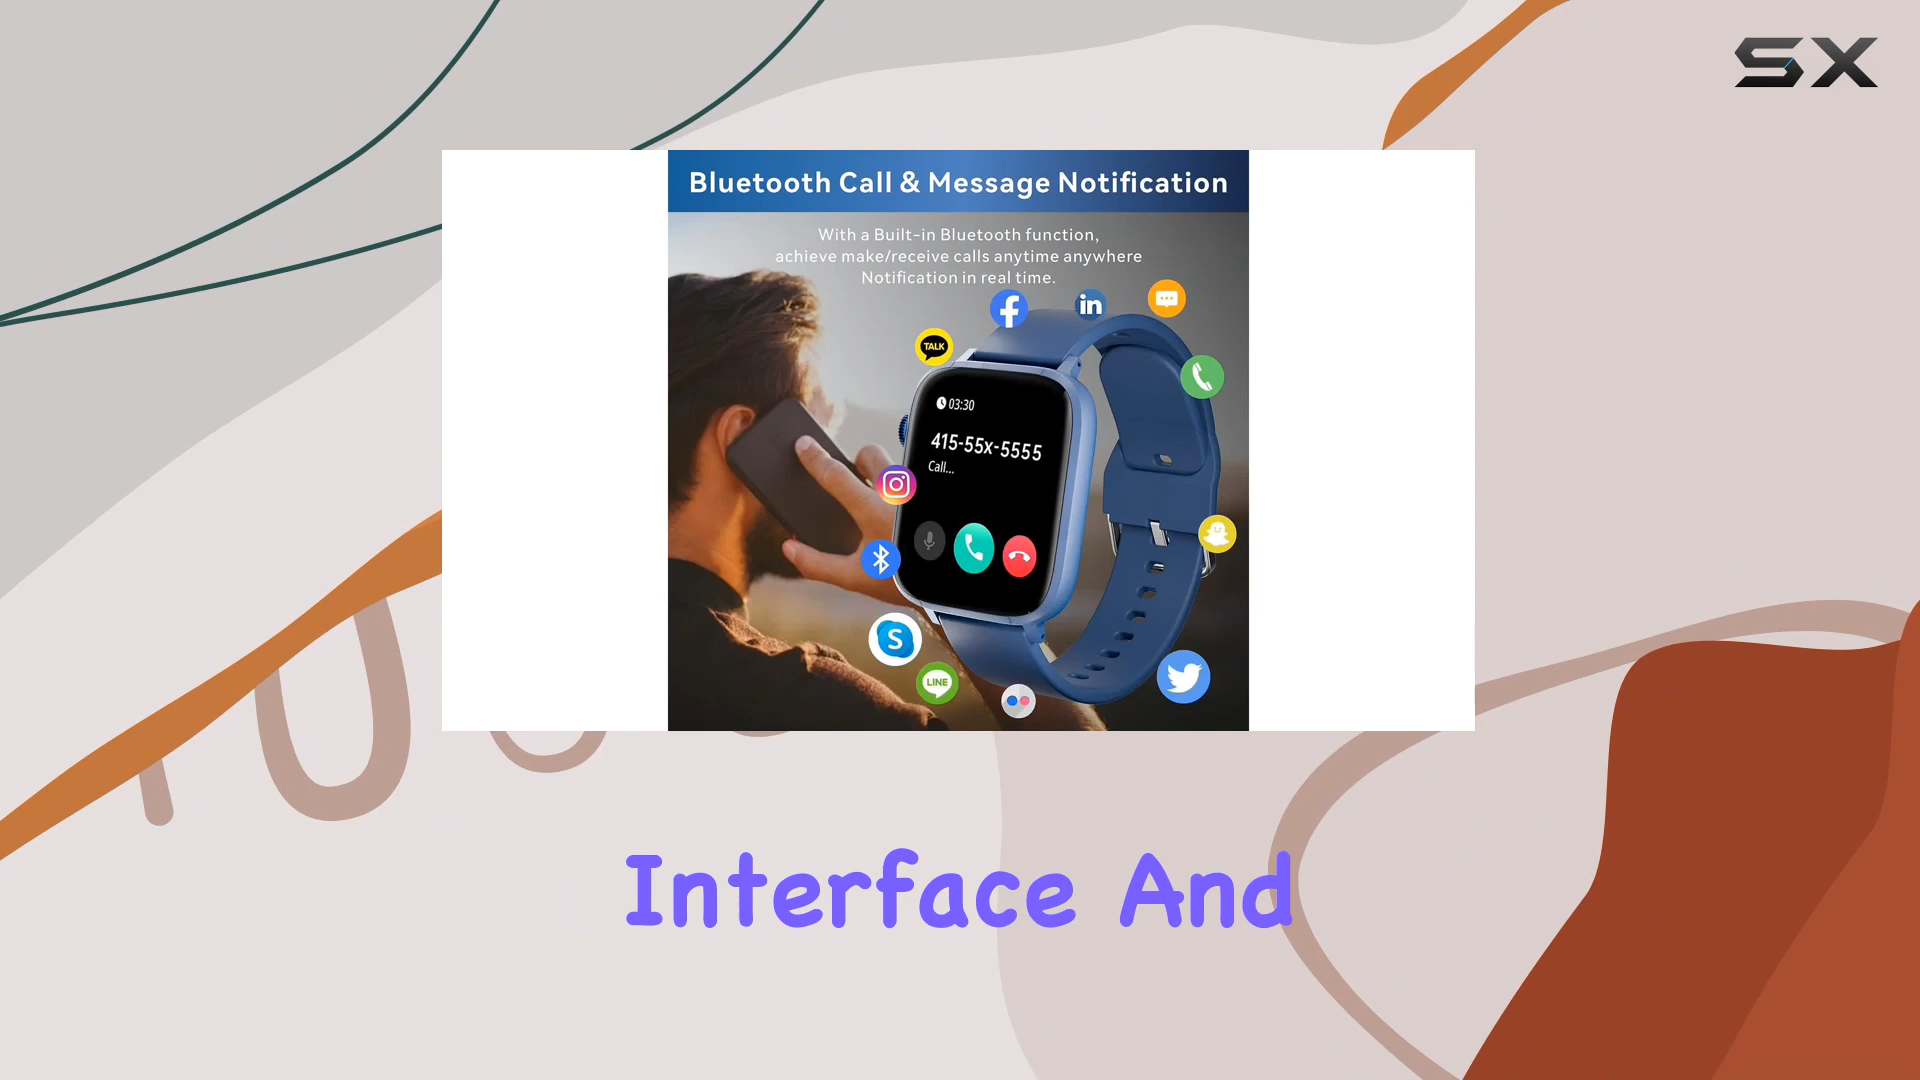 SX
Bluetooth Call & Message Notification
With a Built-in Bluetooth function,
achieve make/receive calls anytime anywhere
Notification in real time.
in
TALK
03:30
415-55x-5555
Call...
S
LINE
Interface And